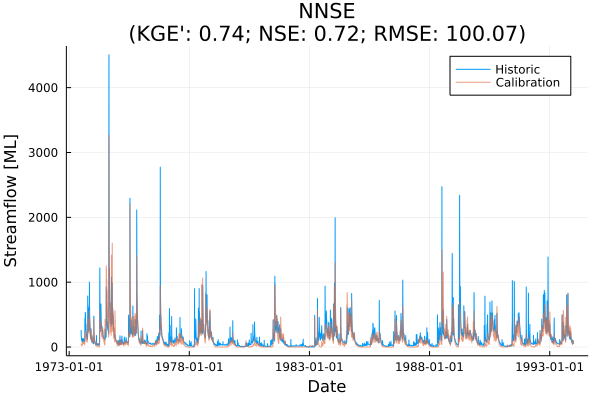 NNSE
(KGE': 0.74; NSE: 0.72; RMSE: 100.07)
Historic
Calibration
Streamflow [ML]
4000
3000
2000
1000
0
1973-01-01
1978-01-01
1983-01-01
1988-01-01
1993-01-01
Date